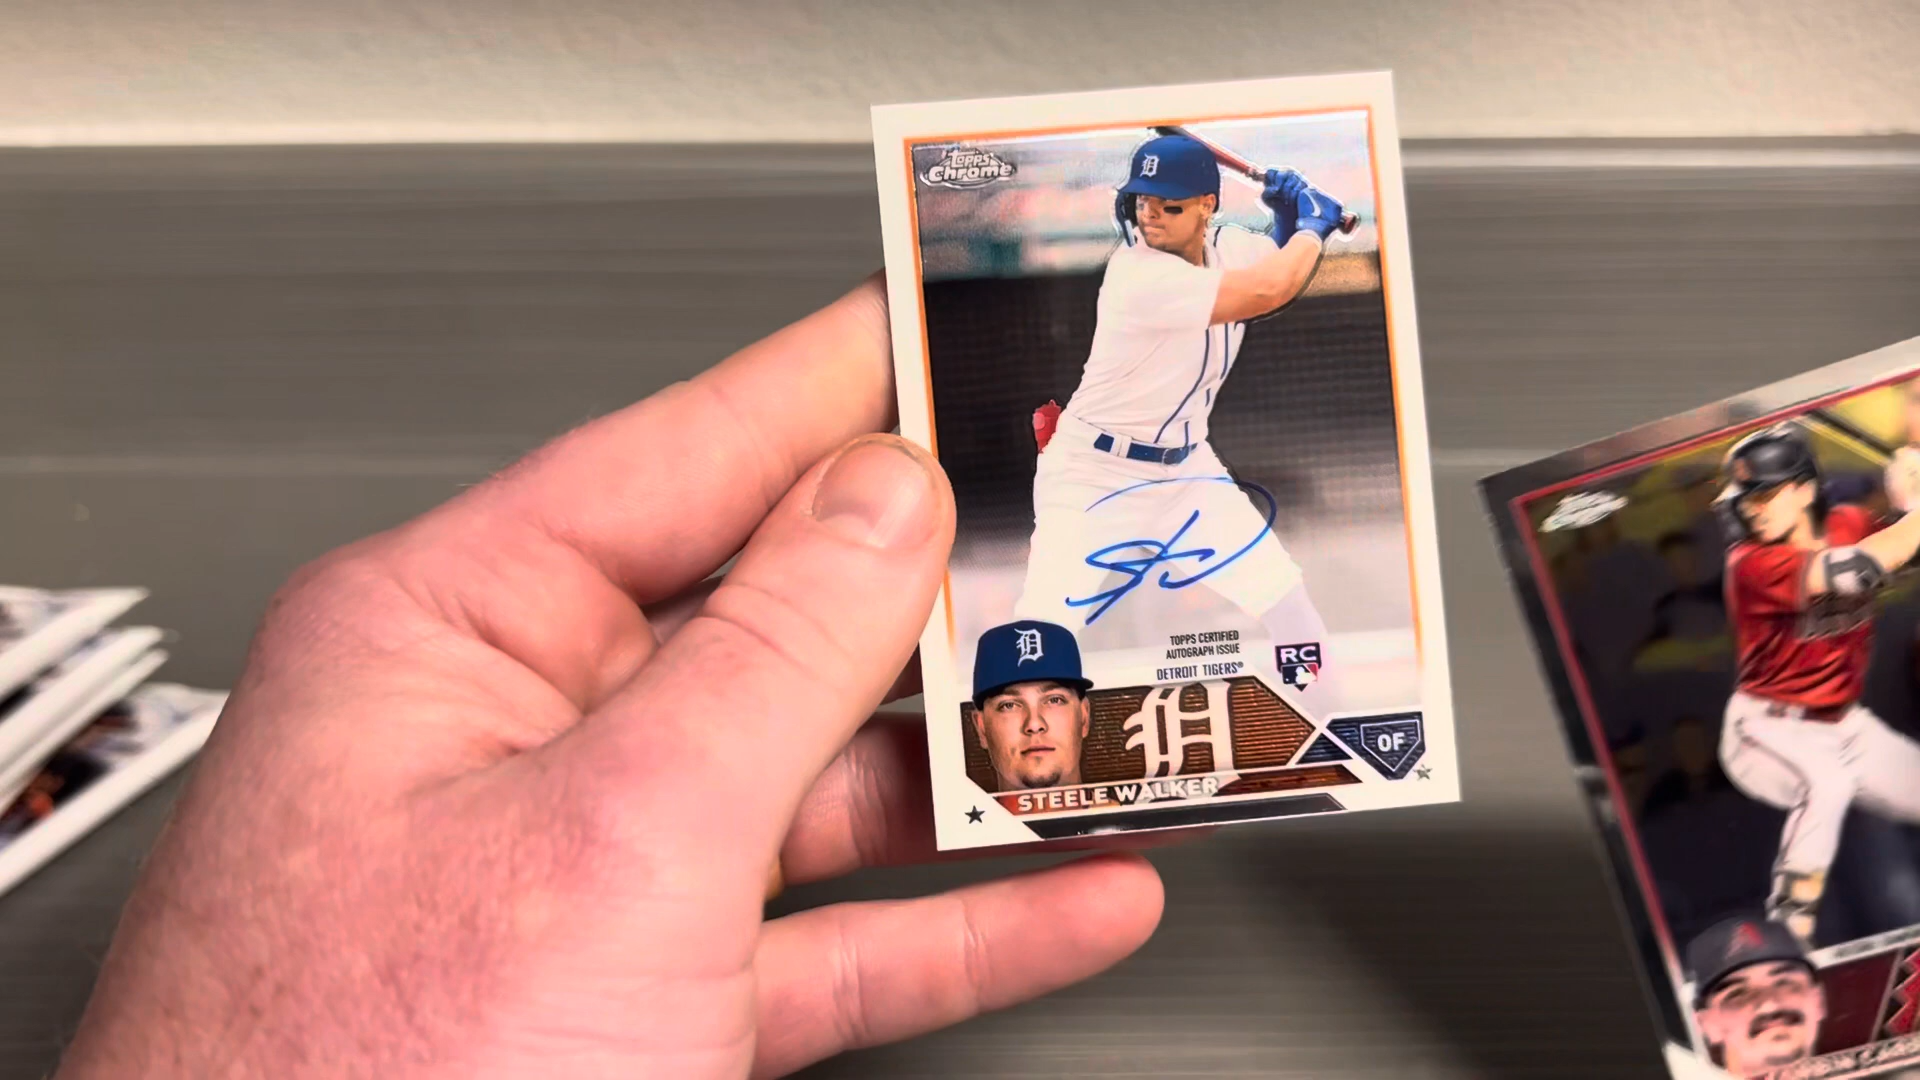 Topps
Chrome
D
TOPPS CERTIFIED
AUTOGRAPH ISSUE
DETROIT TIGERS®
RC
D
D
OF
STEELE WALKER
A